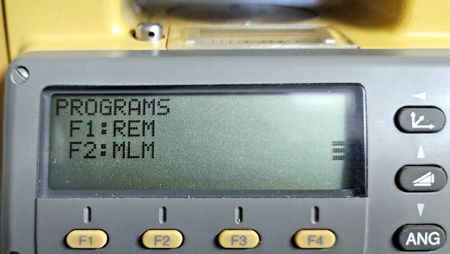 PROGRAMS
F1:REM
F2:MLM
F1 F2 F3 F4
ANG